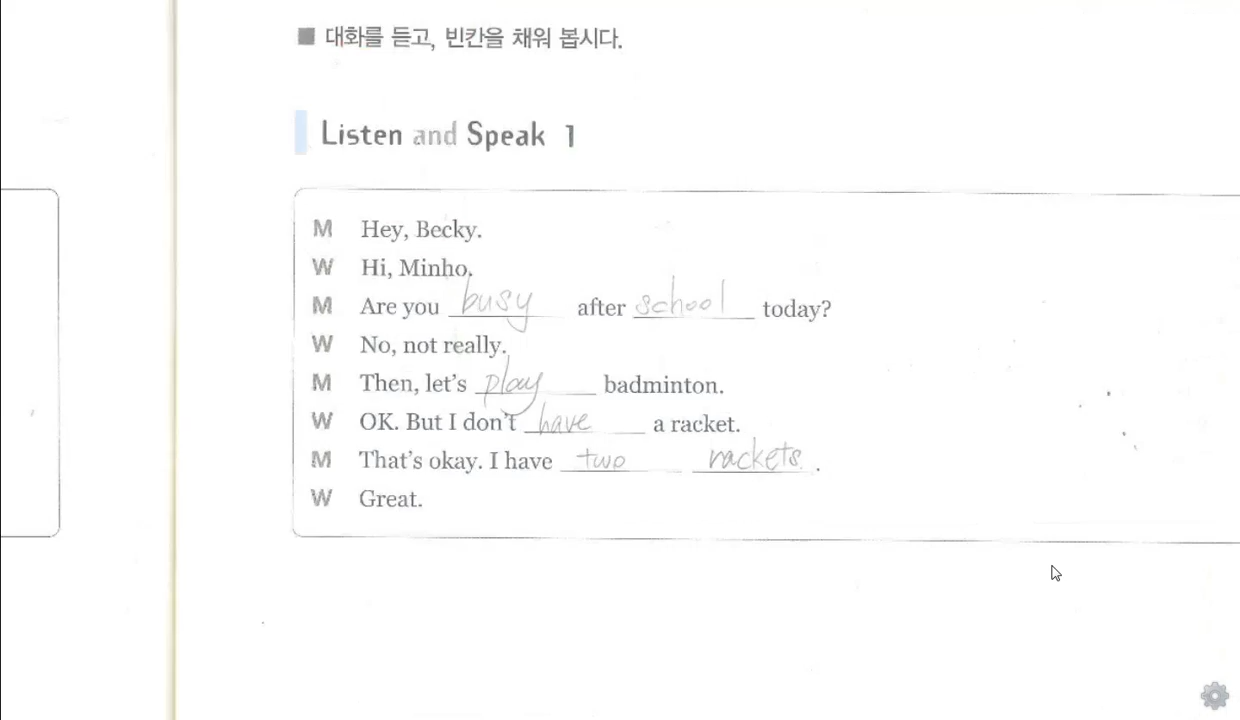 ■ 대화를 듣고, 빈칸을 채워 봅시다.
Listen and Speak 1
M Hey, Becky.
W Hi, Minho.
M Are you busy after school today?
W No, not really.
M Then, let's play badminton.
W OK. But I don't have a racket.
M That's okay. I have two rackets.
W Great.